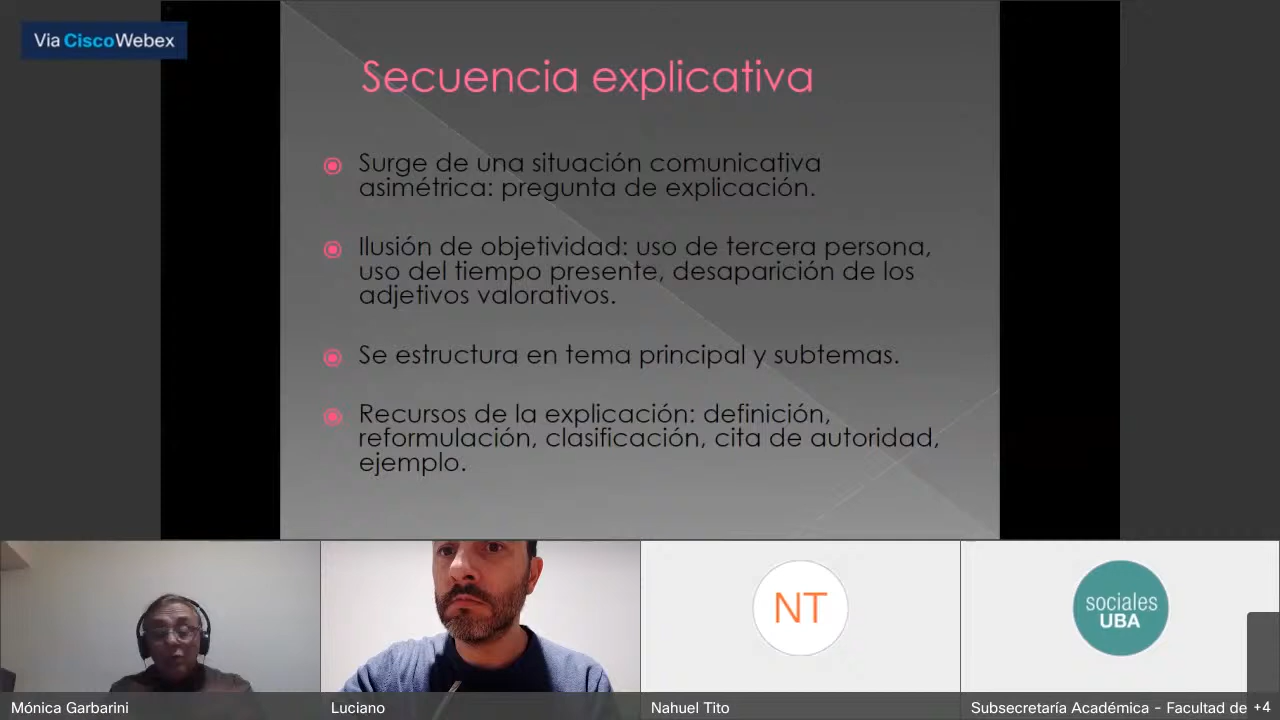 Via Cisco Webex
Secuencia explicativa
Surge de una situación comunicativa
asimétrica: pregunta de explicación.
Ilusión de objetividad: uso de tercera persona,
uso del tiempo presente, desaparición de los
adjetivos valorativos.
Se estructura en tema principal y subtemas.
Recursos de la explicación: definición,
reformulación, clasificación, cita de autoridad,
ejemplo.
NT
sociales
UBA
Mónica Garbarini
Luciano
Nahuel Tito
Subsecretaría Académica - Facultad de +4